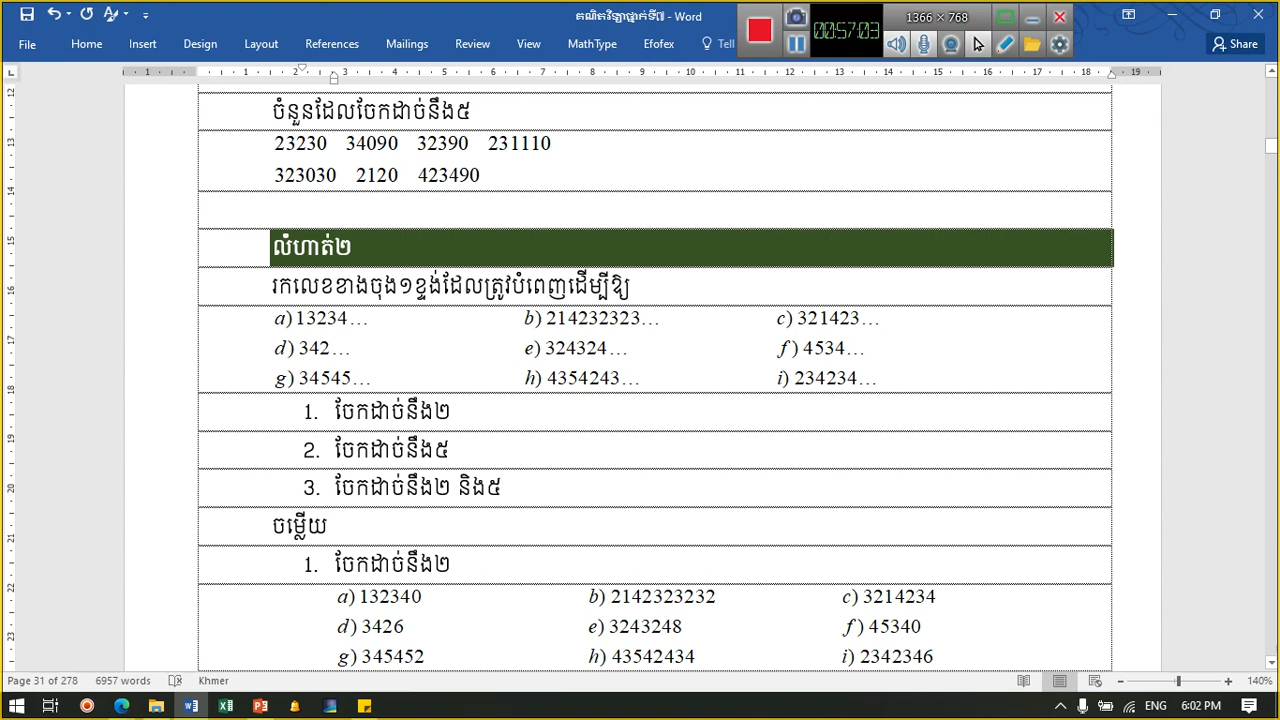 គណិតវិទ្យាថ្នាក់ទី៧ - Word
1366 × 768
00:57:03
File Home Insert Design Layout References Mailings Review View MathType Efofex Tell Share
ចំនួនដែលចែកដាច់នឹង៥
23230 34090 32390 231110
323030 2120 423490
លំហាត់២
រកលេខខាងចុង១ខ្ទង់ដែលត្រូវបំពេញដើម្បីឱ្យ
a) 13234… b) 214232323… c) 321423…
d) 342… e) 324324… f) 4534…
g) 34545… h) 4354243… i) 234234…
1. ចែកដាច់នឹង២
2. ចែកដាច់នឹង៥
3. ចែកដាច់នឹង២ និង៥
ចម្លើយ
1. ចែកដាច់នឹង២
a) 132340 b) 2142323232 c) 3214234
d) 3426 e) 3243248 f) 45340
g) 345452 h) 43542434 i) 2342346
Page 31 of 278 6957 words Khmer 140%
ENG 6:02 PM